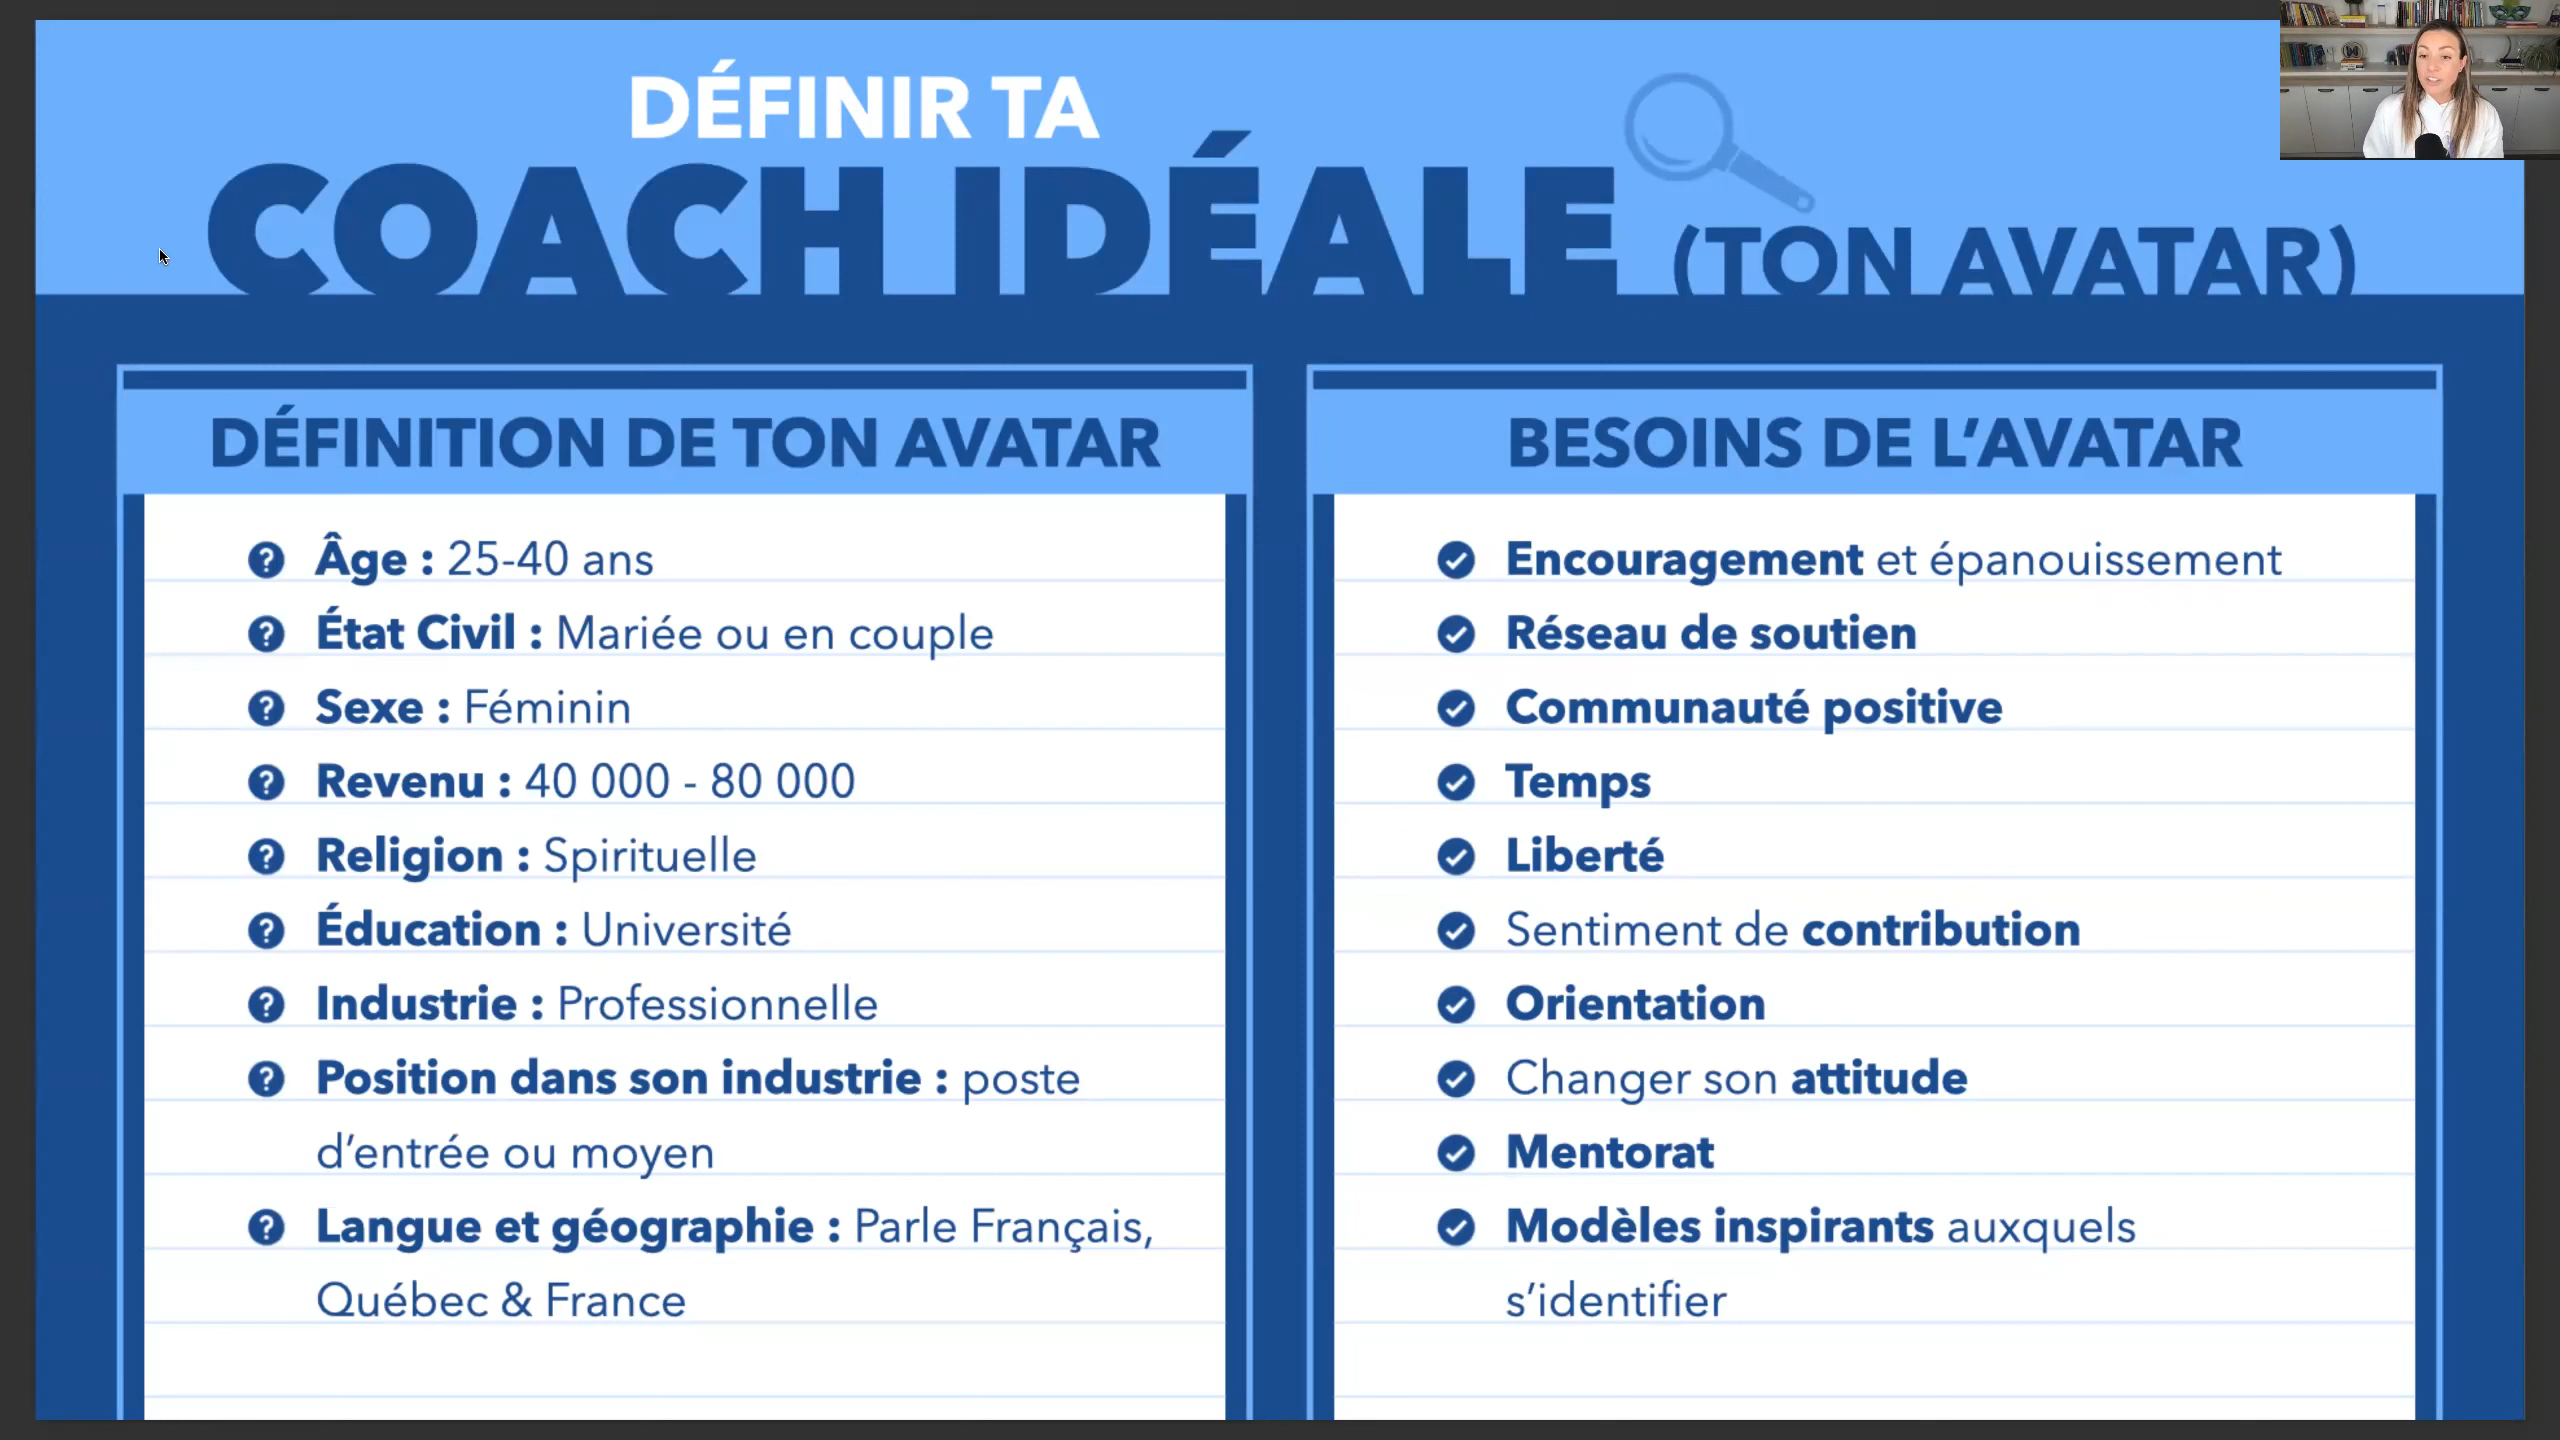 DÉFINIR TA
COACH IDÉALE (TON AVATAR)
DÉFINITION DE TON AVATAR
Âge : 25-40 ans
État Civil : Mariée ou en couple
Sexe : Féminin
Revenu : 40 000 - 80 000
Religion : Spirituelle
Éducation : Université
Industrie : Professionnelle
Position dans son industrie : poste
d’entrée ou moyen
Langue et géographie : Parle Français,
Québec & France
BESOINS DE L’AVATAR
Encouragement et épanouissement
Réseau de soutien
Communauté positive
Temps
Liberté
Sentiment de contribution
Orientation
Changer son attitude
Mentorat
Modèles inspirants auxquels
s’identifier